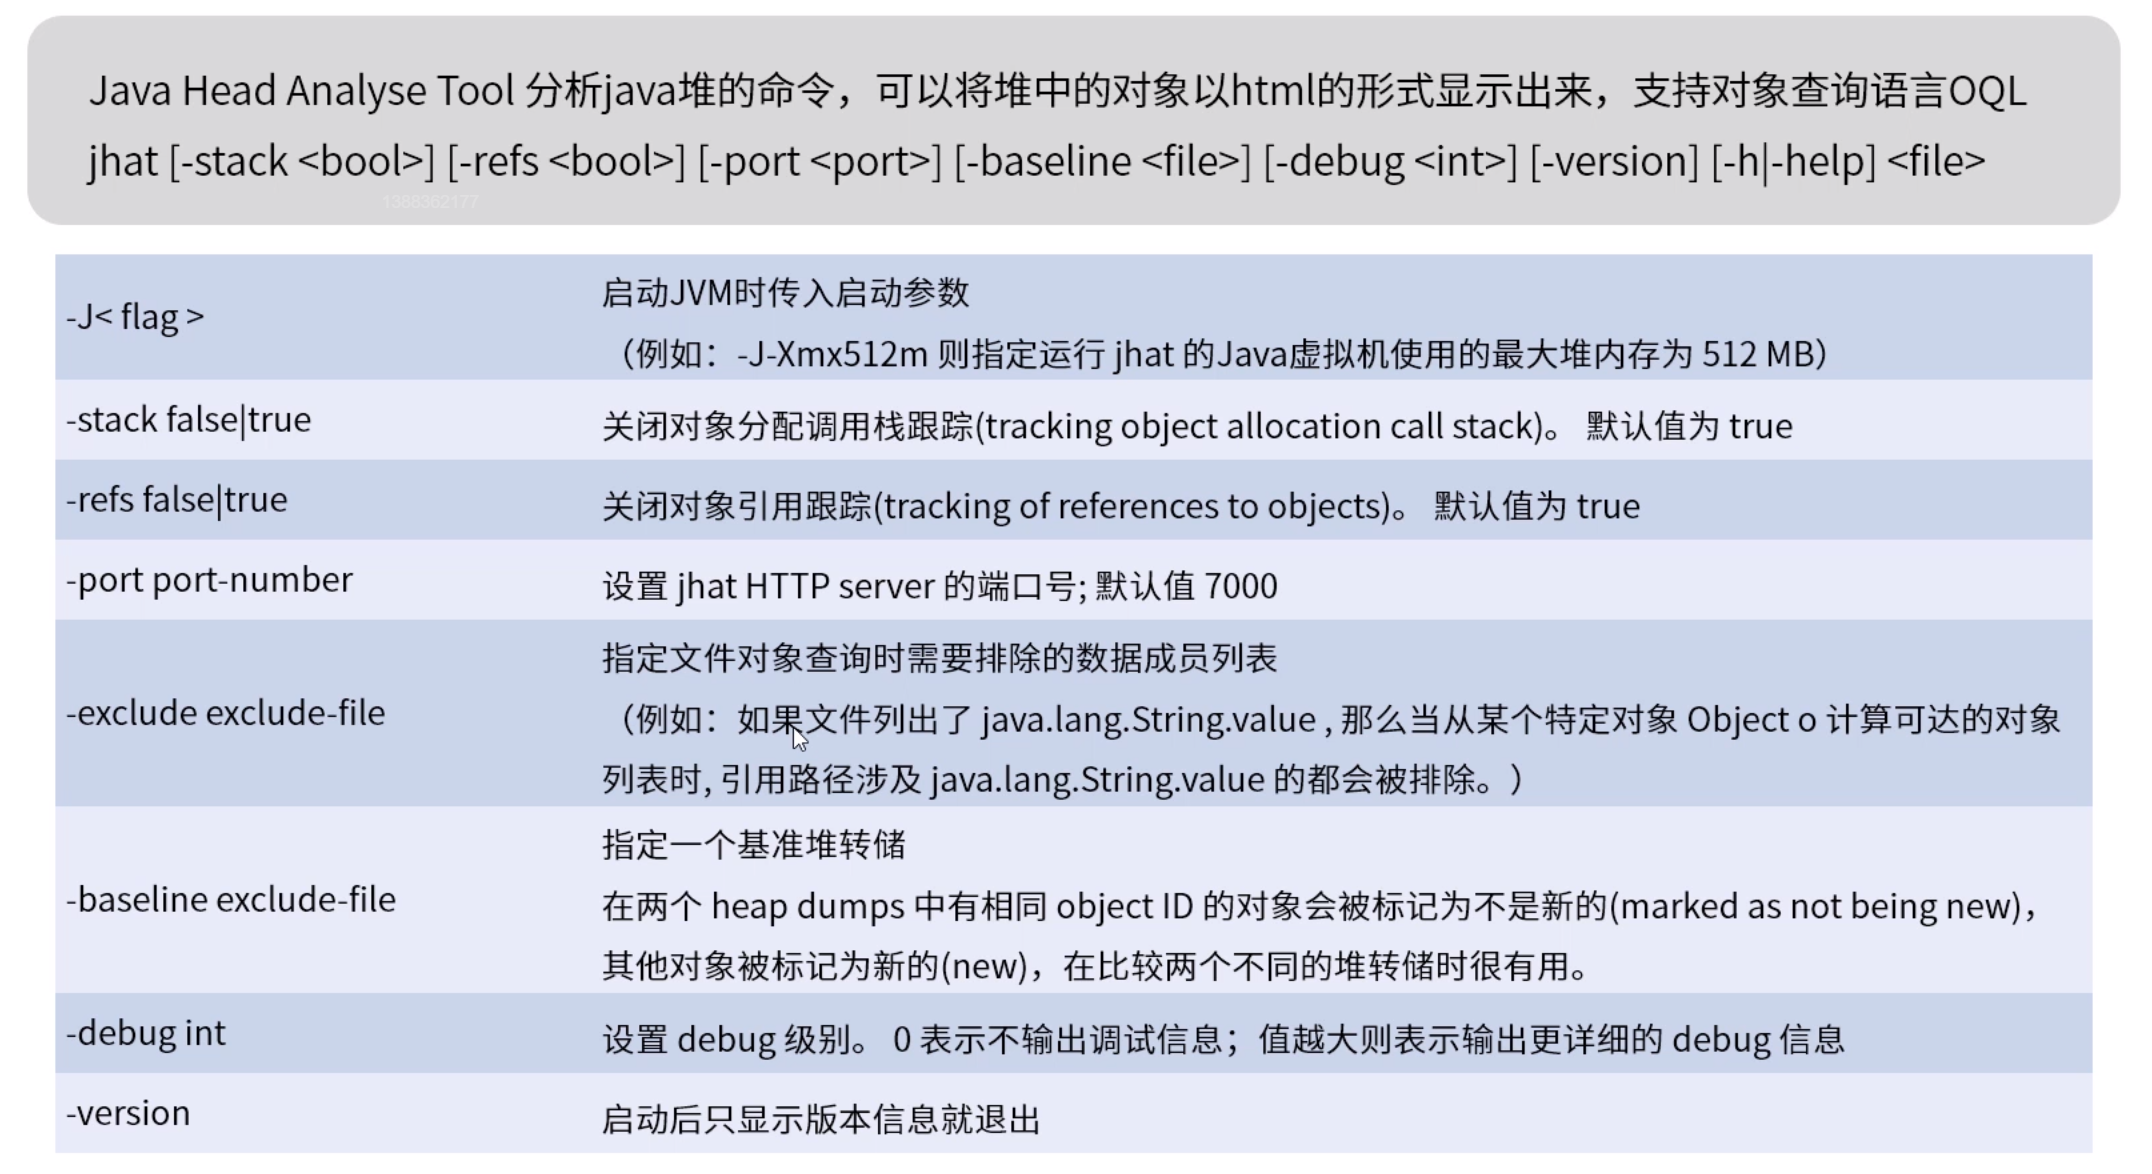 Java Head Analyse Tool 分析java堆的命令，可以将堆中的对象以html的形式显示出来，支持对象查询语言OQL
jhat [-stack <bool>] [-refs <bool>] [-port <port>] [-baseline <file>] [-debug <int>] [-version] [-h|-help] <file>
1388362177
-J< flag >
启动JVM时传入启动参数
（例如：-J-Xmx512m 则指定运行 jhat 的Java虚拟机使用的最大堆内存为 512 MB）
-stack false|true
关闭对象分配调用栈跟踪(tracking object allocation call stack)。 默认值为 true
-refs false|true
关闭对象引用跟踪(tracking of references to objects)。 默认值为 true
-port port-number
设置 jhat HTTP server 的端口号; 默认值 7000
-exclude exclude-file
指定文件对象查询时需要排除的数据成员列表
（例如：如果文件列出了 java.lang.String.value , 那么当从某个特定对象 Object o 计算可达的对象
列表时, 引用路径涉及 java.lang.String.value 的都会被排除。）
-baseline exclude-file
指定一个基准堆转储
在两个 heap dumps 中有相同 object ID 的对象会被标记为不是新的(marked as not being new)，
其他对象被标记为新的(new)，在比较两个不同的堆转储时很有用。
-debug int
设置 debug 级别。 0 表示不输出调试信息；值越大则表示输出更详细的 debug 信息
-version
启动后只显示版本信息就退出